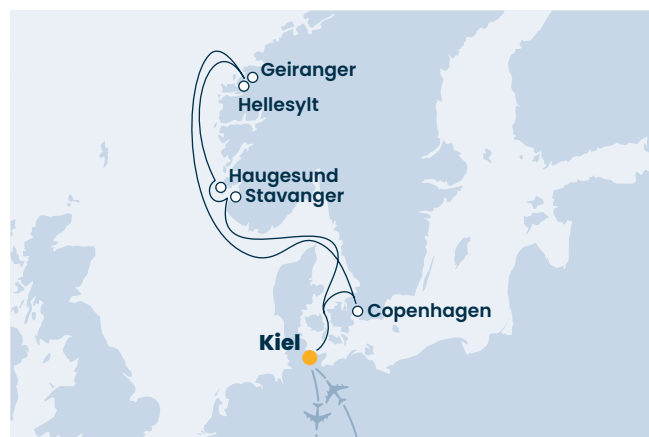 Geiranger
Hellesylt
Haugesund
Stavanger
Copenhagen
Kiel